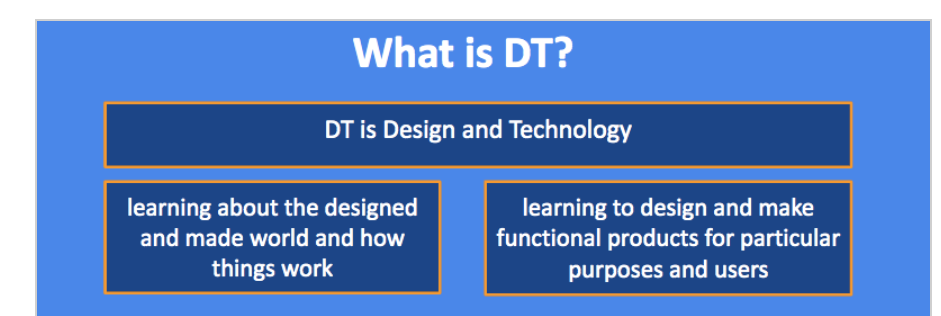 What is DT?
DT is Design and Technology
learning about the designed
and made world and how
things work
learning to design and make
functional products for particular
purposes and users